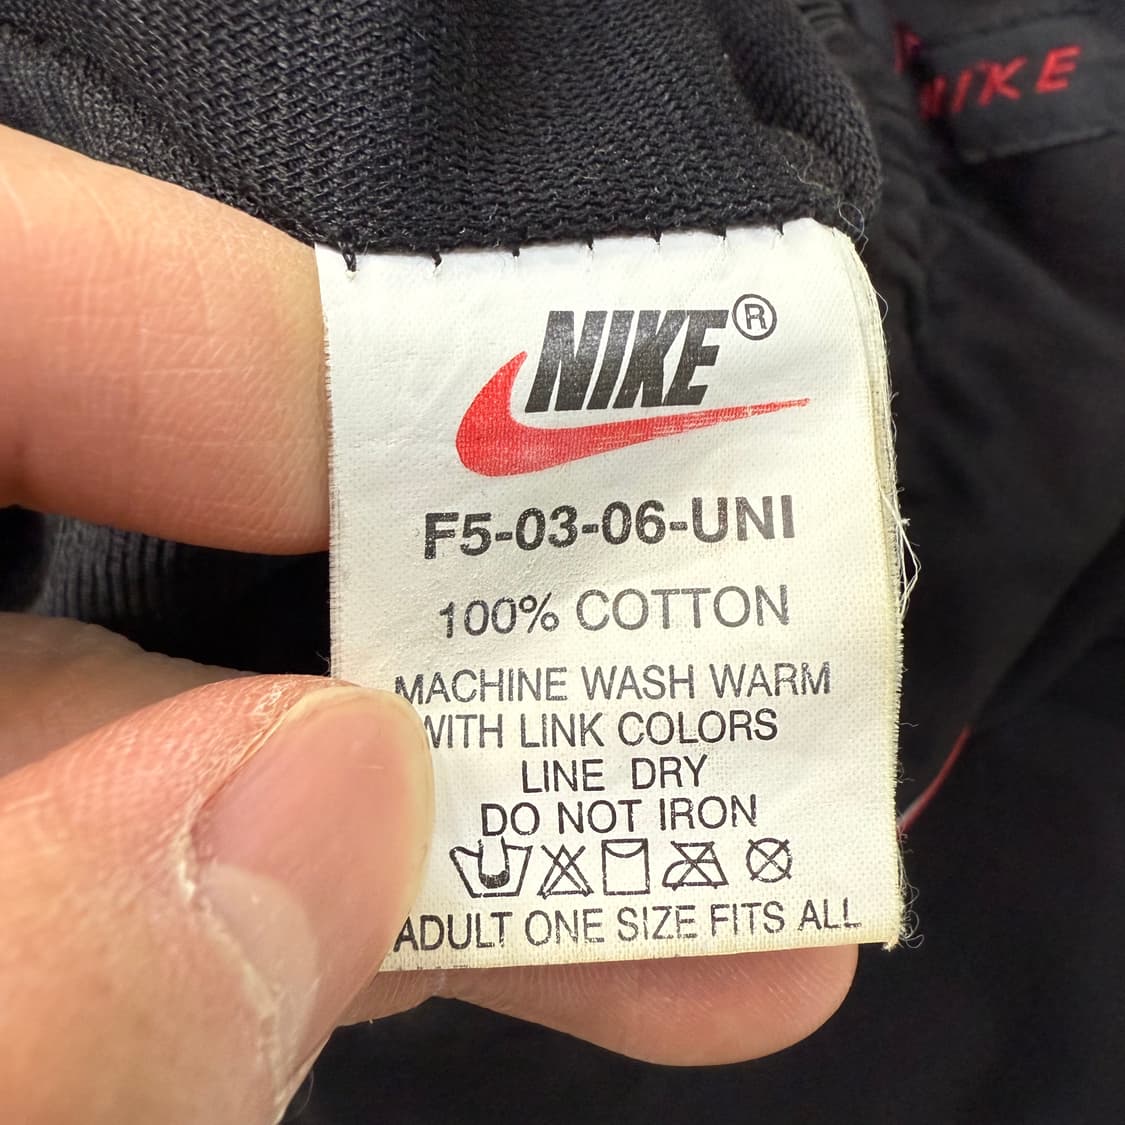 NIKE
NIKE®
F5-03-06-UNI
100% COTTON
MACHINE WASH WARM
WITH LINK COLORS
LINE DRY
DO NOT IRON
ADULT ONE SIZE FITS ALL